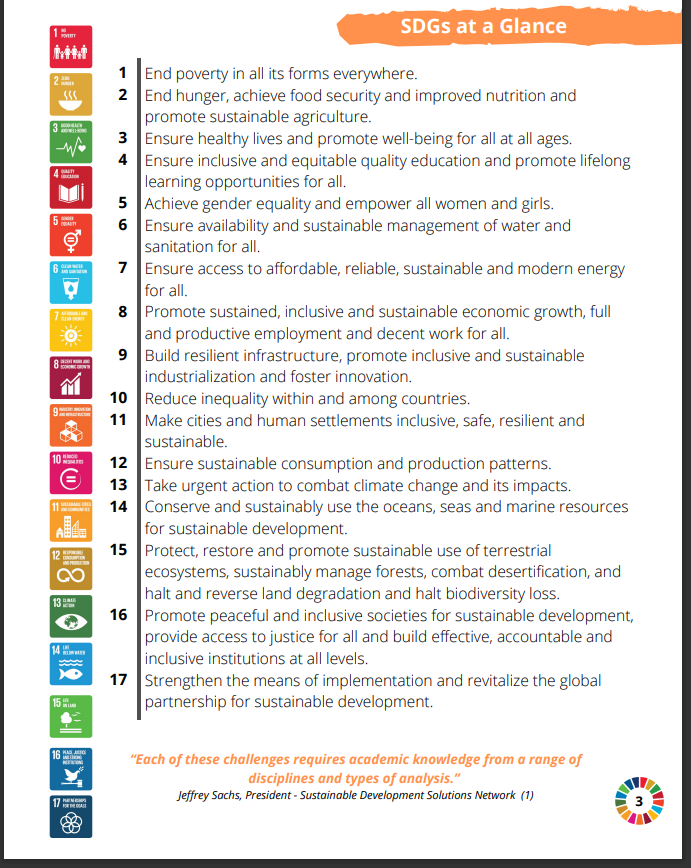 SDGs at a Glance
1 NO
POVERTY
2 ZERO
HUNGER
3 GOOD HEALTH
AND WELL-BEING
4 QUALITY
EDUCATION
5 GENDER
EQUALITY
6 CLEAN WATER
AND SANITATION
7 AFFORDABLE AND
CLEAN ENERGY
8 DECENT WORK AND
ECONOMIC GROWTH
9 INDUSTRY, INNOVATION
AND INFRASTRUCTURE
10 REDUCED
INEQUALITIES
11 SUSTAINABLE CITIES
AND COMMUNITIES
12 RESPONSIBLE
CONSUMPTION
AND PRODUCTION
13 CLIMATE
ACTION
14 LIFE
BELOW WATER
15 LIFE
ON LAND
16 PEACE, JUSTICE
AND STRONG
INSTITUTIONS
17 PARTNERSHIPS
FOR THE GOALS
1 End poverty in all its forms everywhere.
2 End hunger, achieve food security and improved nutrition and
promote sustainable agriculture.
3 Ensure healthy lives and promote well-being for all at all ages.
4 Ensure inclusive and equitable quality education and promote lifelong
learning opportunities for all.
5 Achieve gender equality and empower all women and girls.
6 Ensure availability and sustainable management of water and
sanitation for all.
7 Ensure access to affordable, reliable, sustainable and modern energy
for all.
8 Promote sustained, inclusive and sustainable economic growth, full
and productive employment and decent work for all.
9 Build resilient infrastructure, promote inclusive and sustainable
industrialization and foster innovation.
10 Reduce inequality within and among countries.
11 Make cities and human settlements inclusive, safe, resilient and
sustainable.
12 Ensure sustainable consumption and production patterns.
13 Take urgent action to combat climate change and its impacts.
14 Conserve and sustainably use the oceans, seas and marine resources
for sustainable development.
15 Protect, restore and promote sustainable use of terrestrial
ecosystems, sustainably manage forests, combat desertification, and
halt and reverse land degradation and halt biodiversity loss.
16 Promote peaceful and inclusive societies for sustainable development,
provide access to justice for all and build effective, accountable and
inclusive institutions at all levels.
17 Strengthen the means of implementation and revitalize the global
partnership for sustainable development.
“Each of these challenges requires academic knowledge from a range of
disciplines and types of analysis.”
Jeffrey Sachs, President - Sustainable Development Solutions Network (1)
3